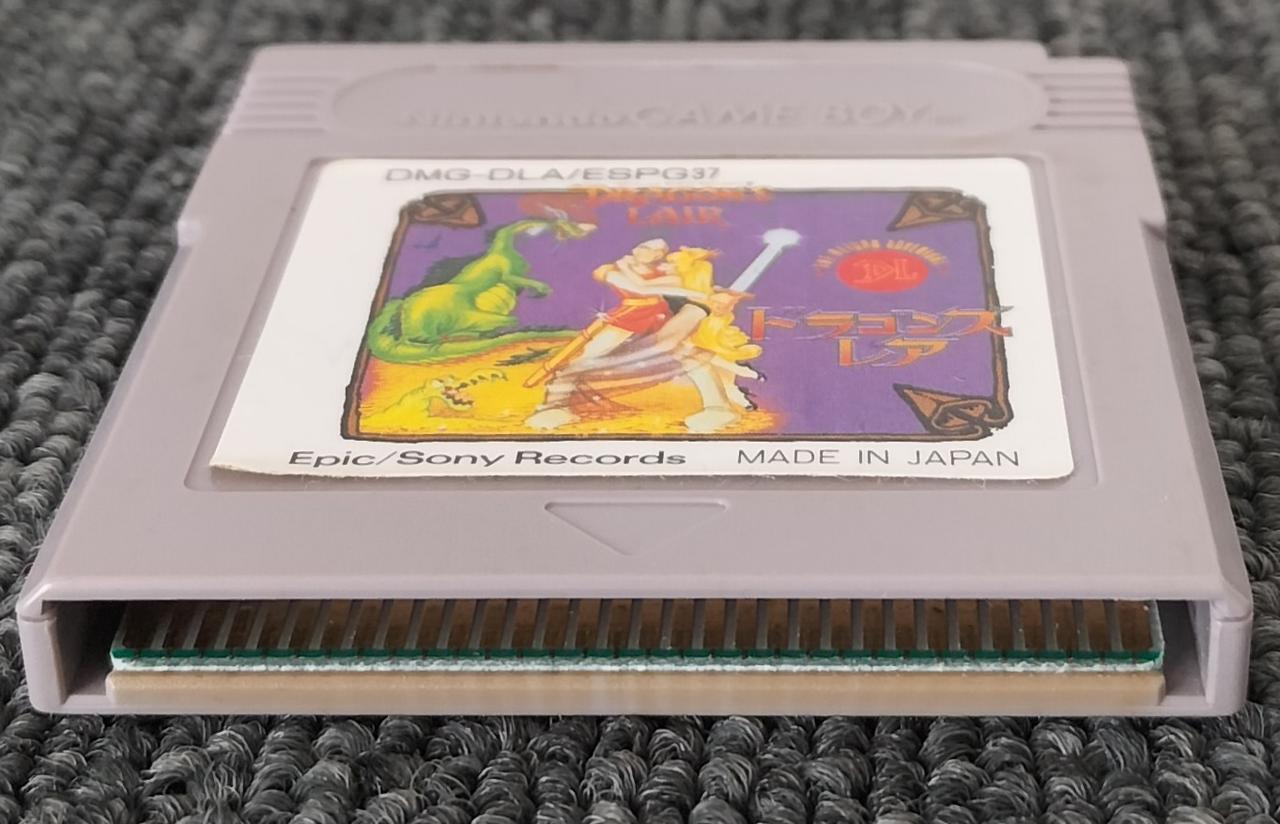 Nintendo GAME BOY
DMG-DLA/ESPG37
DRAGON'S
LAIR
DL
ドラゴンズ
レア
Epic/Sony Records
MADE IN JAPAN